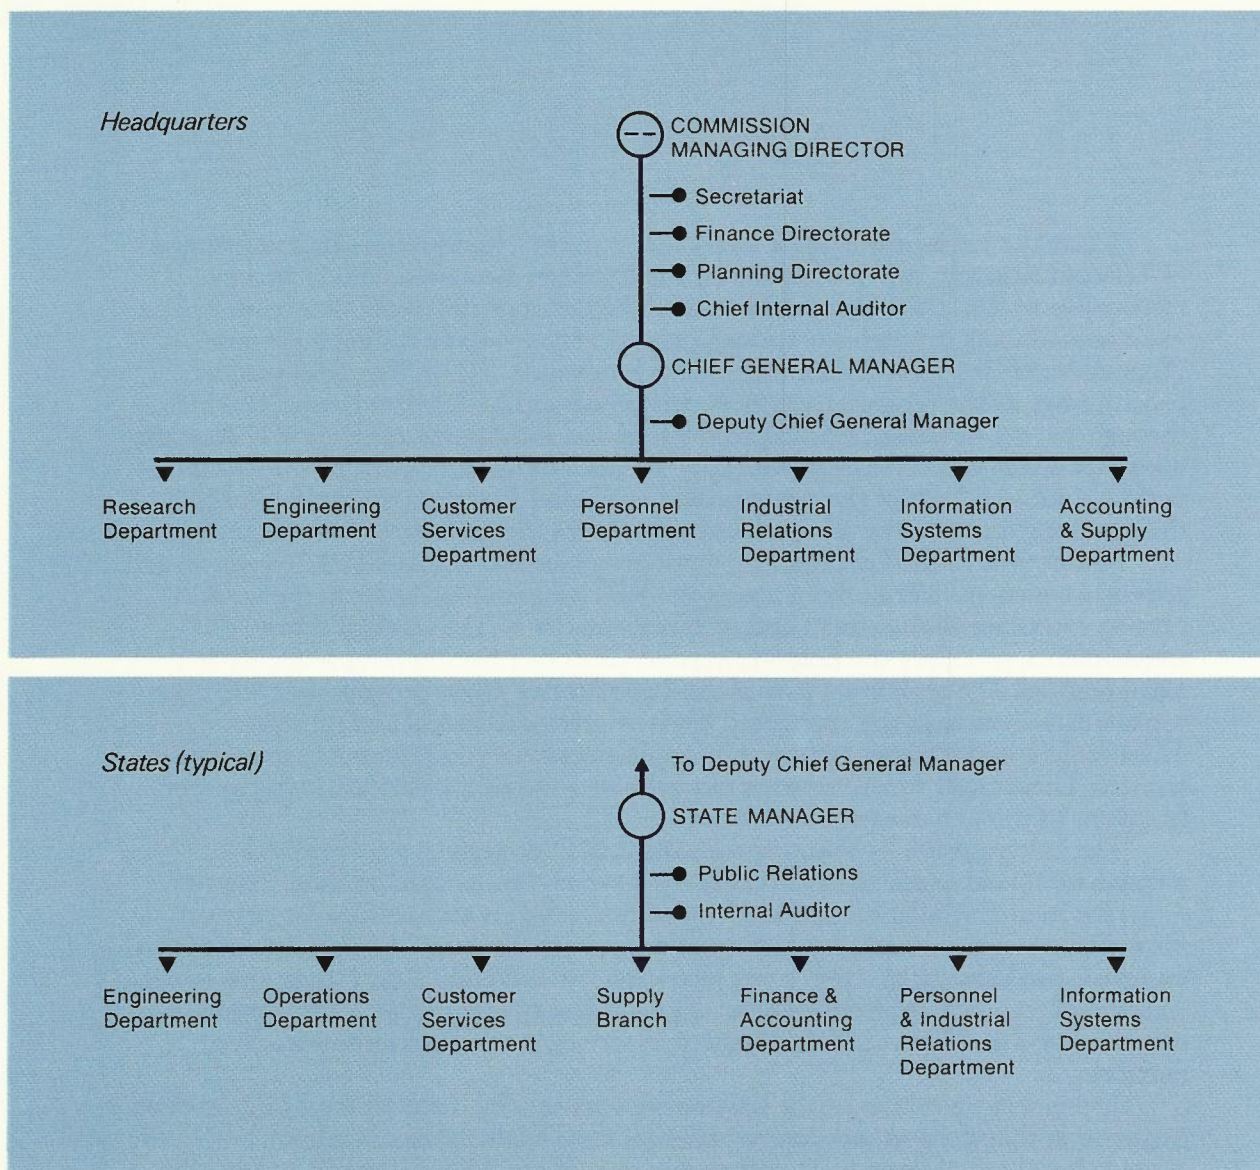 Headquarters
COMMISSION
MANAGING DIRECTOR
Secretariat
Finance Directorate
Planning Directorate
Chief Internal Auditor
CHIEF GENERAL MANAGER
Deputy Chief General Manager
Research
Department
Engineering
Department
Customer
Services
Department
Personnel
Department
Industrial
Relations
Department
Information
Systems
Department
Accounting
& Supply
Department
States (typical)
To Deputy Chief General Manager
STATE MANAGER
Public Relations
Internal Auditor
Engineering
Department
Operations
Department
Customer
Services
Department
Supply
Branch
Finance &
Accounting
Department
Personnel
& Industrial
Relations
Department
Information
Systems
Department